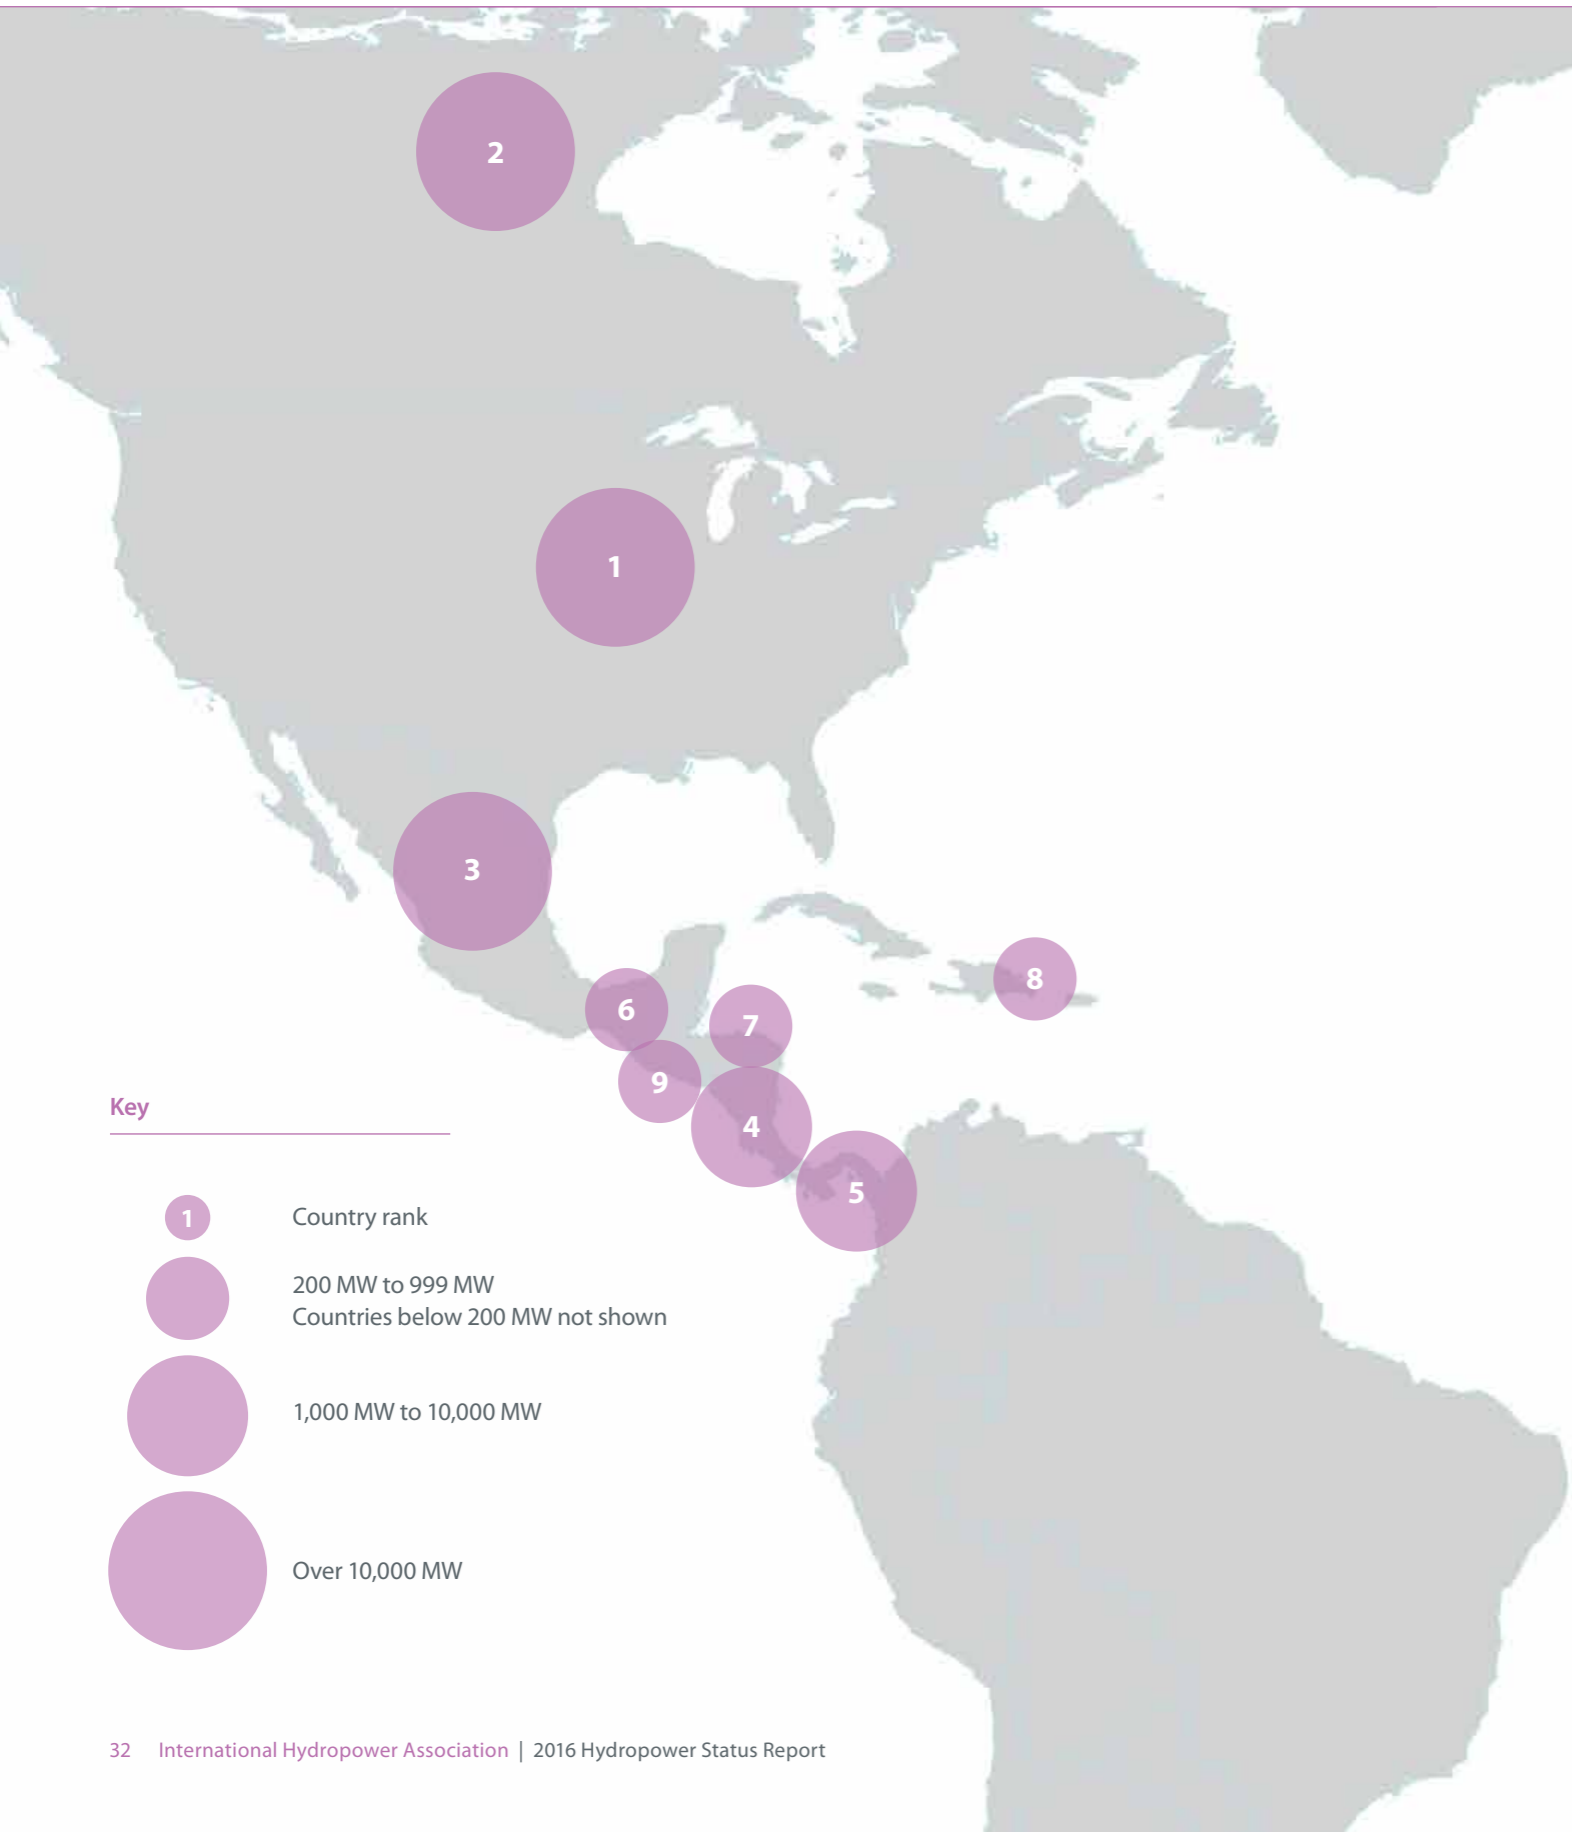 2
1
3
8
6
7
9
4
5
Key
1 Country rank
200 MW to 999 MW
Countries below 200 MW not shown
1,000 MW to 10,000 MW
Over 10,000 MW
32 International Hydropower Association | 2016 Hydropower Status Report